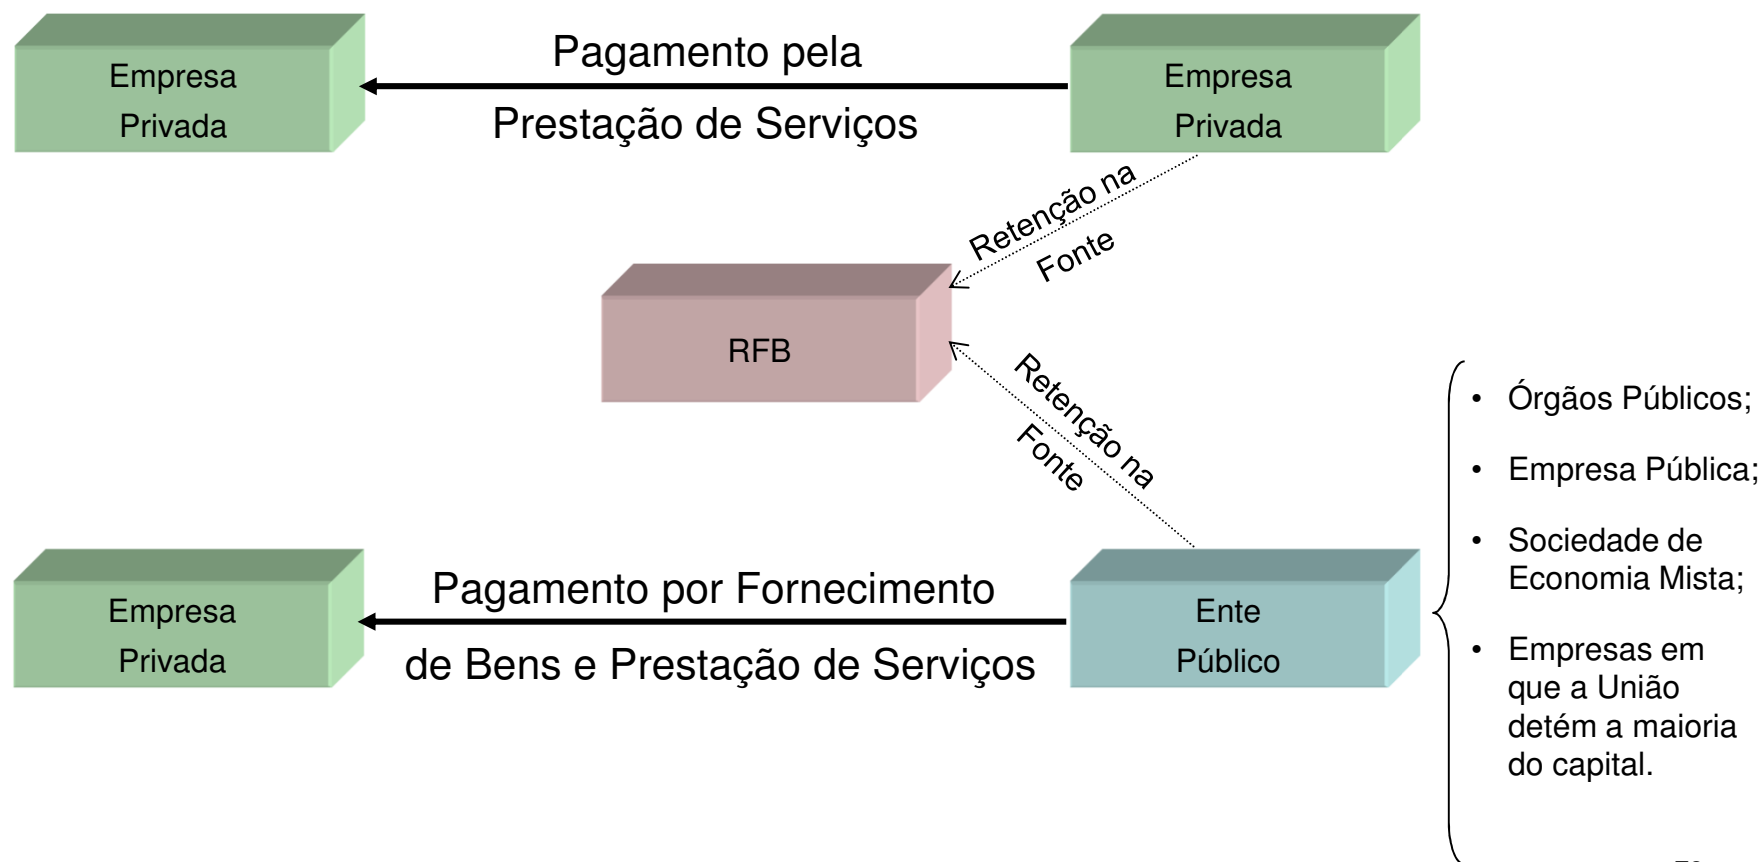 Empresa
Privada
Pagamento pela
Prestação de Serviços
Empresa
Privada
Retenção na
Fonte
RFB
Retenção na
Fonte
Empresa
Privada
Pagamento por Fornecimento
de Bens e Prestação de Serviços
Ente
Público
• Órgãos Públicos;
• Empresa Pública;
• Sociedade de
Economia Mista;
• Empresas em
que a União
detém a maioria
do capital.